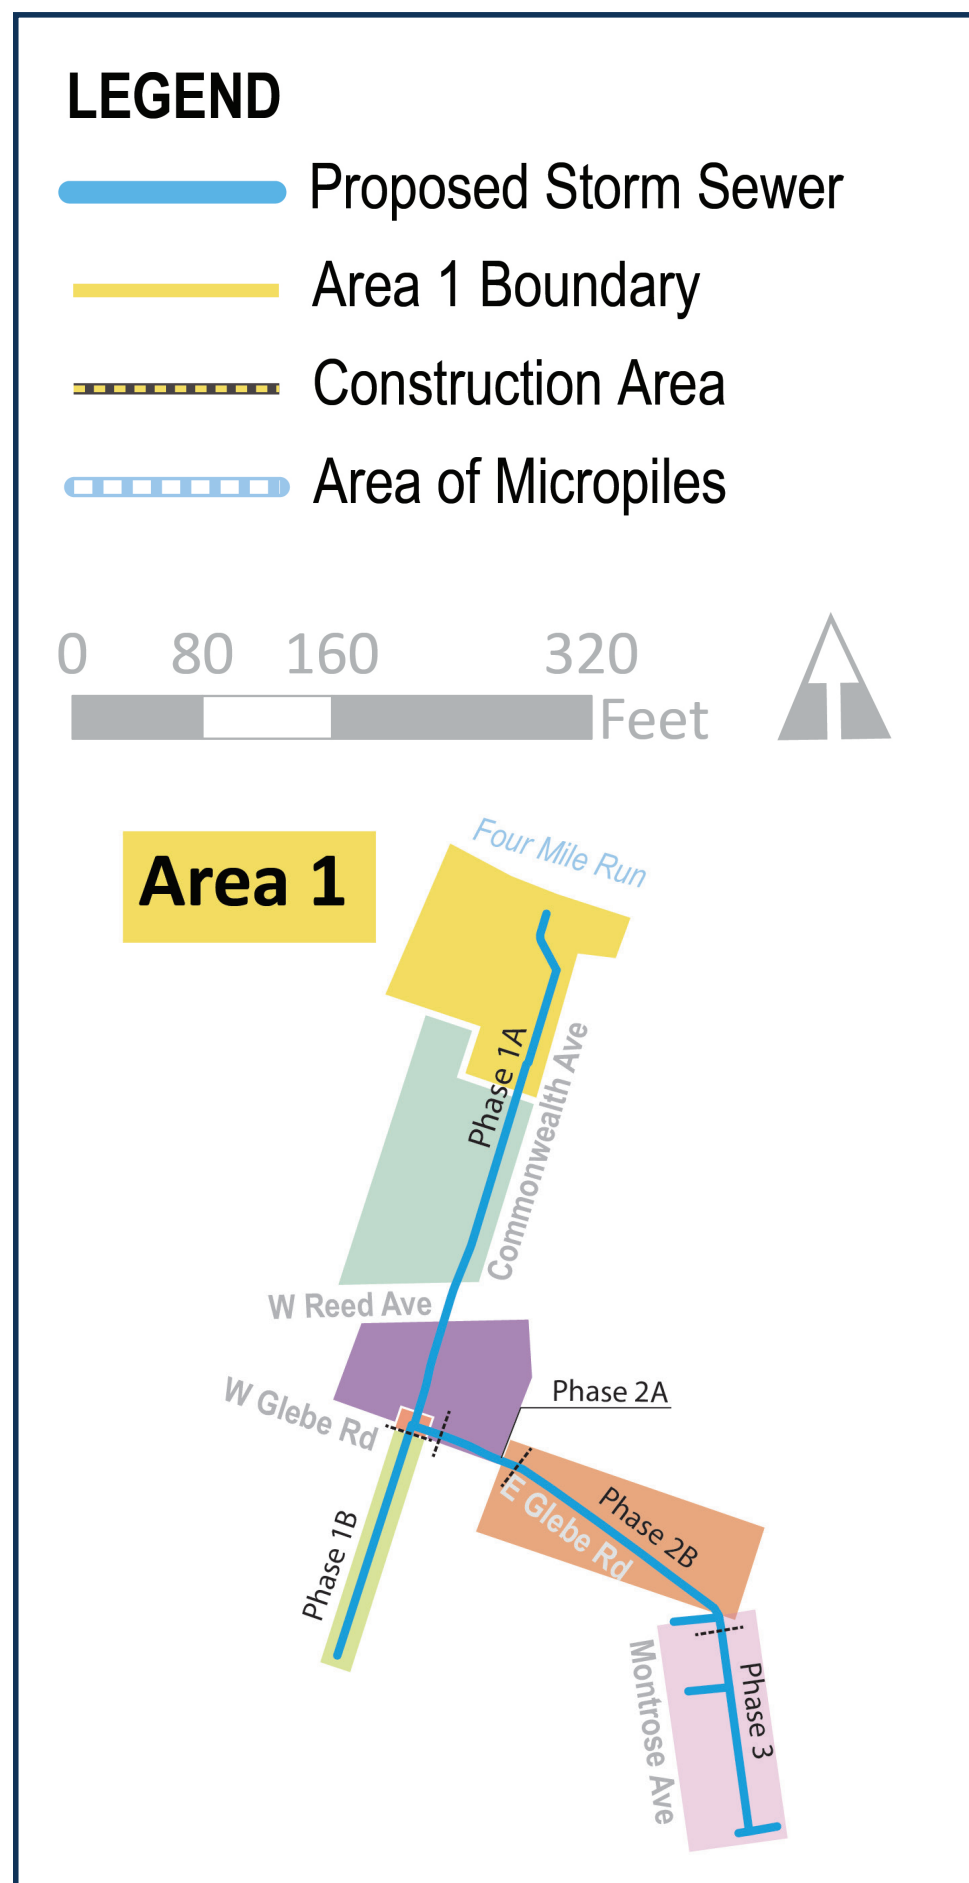 LEGEND
Proposed Storm Sewer
Area 1 Boundary
Construction Area
Area of Micropiles
0 80 160 320
Feet
Area 1
Four Mile Run
Phase 1A
Commonwealth Ave
W Reed Ave
W Glebe Rd
Phase 2A
E Glebe Rd
Phase 2B
Phase 1B
Montrose Ave
Phase 3